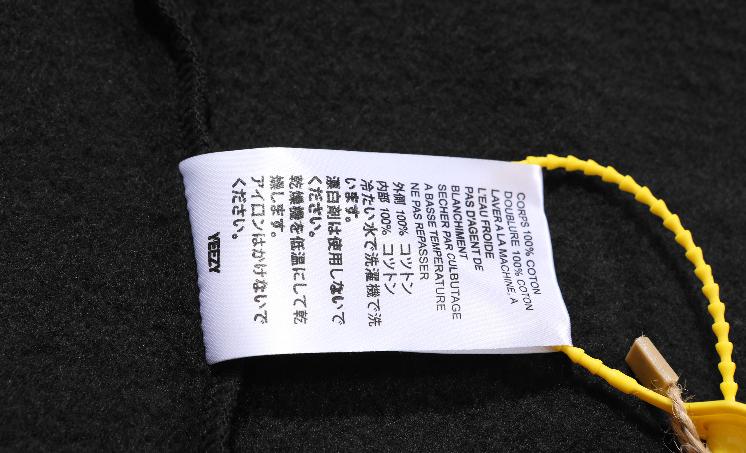 CORPS 100% COTON
DOUBLURE 100% COTON
LAVER A LA MACHINE, A
L'EAU FROIDE
PAS D'AGENT DE
BLANCHIMENT
SECHER PAR CULBUTAGE
A BASSE TEMPERATURE
NE PAS REPASSER
外側 100% コツトン
内部 100% コツトン
冷たい水で洗濯機で洗
います。
漂白剤は使用しないで
ください。
乾燥機を低温にして乾
燥します。
アイロンはかけないで
ください。
YEEZY